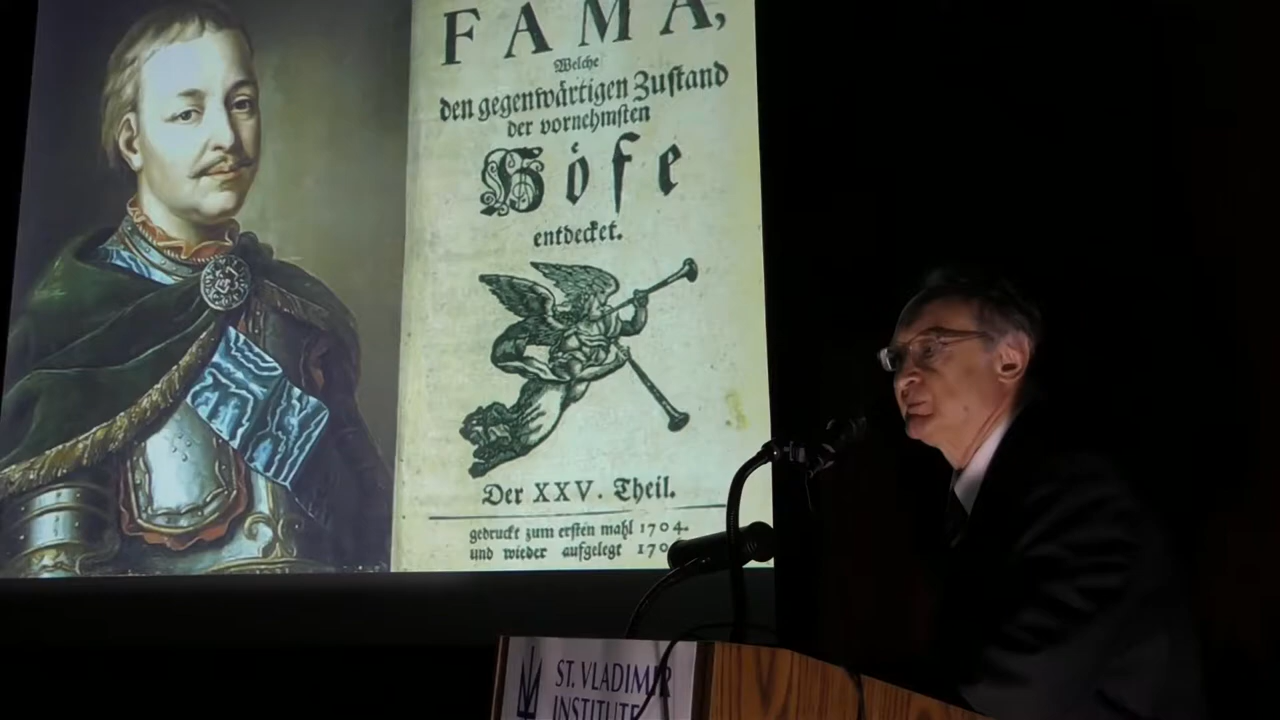 FAMA,
Welche
den gegenwärtigen Zustand
der vornehmsten
Höfe
entdecket.
Der XXV. Theil.
gedruckt zum ersten mahl 1704.
und wieder aufgelegt
ST. VLADIMIR
INSTITUTE